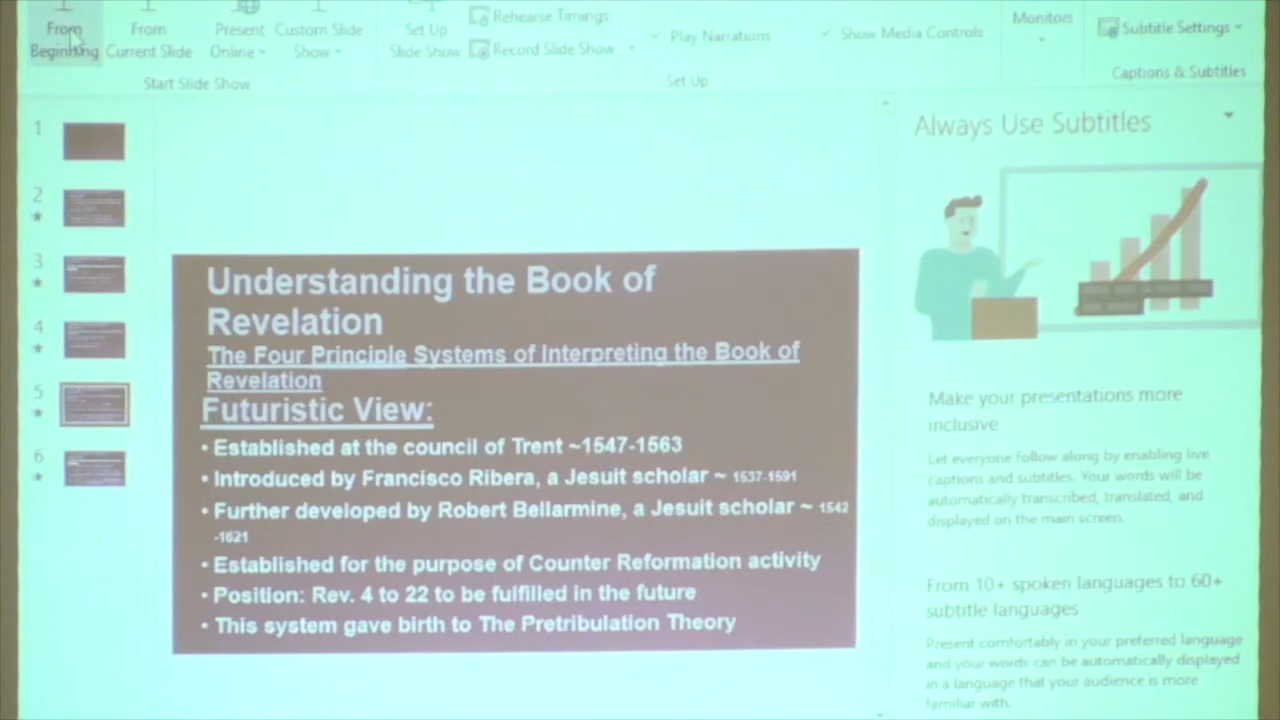 From
Beginning
From
Current Slide
Present
Online
Custom Slide
Show
Start Slide Show
Set Up
Slide Show
Rehearse Timings
Record Slide Show
Play Narrations
Show Media Controls
Set Up
Monitors
Subtitle Settings
Captions & Subtitles
1
2
3
4
5
6
Understanding the Book of
Revelation
The Four Principle Systems of Interpreting the Book of
Revelation
Futuristic View:
• Established at the council of Trent ~1547-1563
• Introduced by Francisco Ribera, a Jesuit scholar ~ 1537-1591
• Further developed by Robert Bellarmine, a Jesuit scholar ~ 1542
-1621
• Established for the purpose of Counter Reformation activity
• Position: Rev. 4 to 22 to be fulfilled in the future
• This system gave birth to The Pretribulation Theory
Always Use Subtitles
Make your presentations more
inclusive
Let everyone follow along by enabling live
captions and subtitles. Your words will be
automatically transcribed, translated, and
displayed on the main screen.
From 10+ spoken languages to 60+
subtitle languages
Present comfortably in your preferred language
and your words can be automatically displayed
in a language that your audience is more
familiar with.